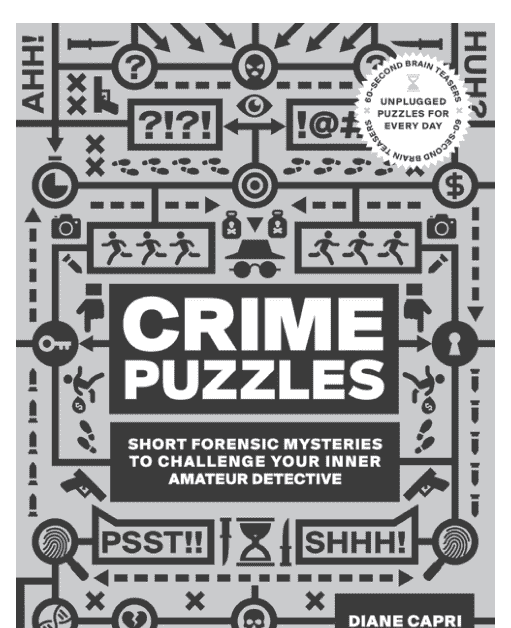 AHH!
HUH?
60-SECOND BRAIN TEASERS
60-SECOND BRAIN TEASERS
UNPLUGGED
PUZZLES FOR
EVERY DAY
?!?!
!@#
CRIME
PUZZLES
SHORT FORENSIC MYSTERIES
TO CHALLENGE YOUR INNER
AMATEUR DETECTIVE
PSST!!
SHHH!
DIANE CAPRI